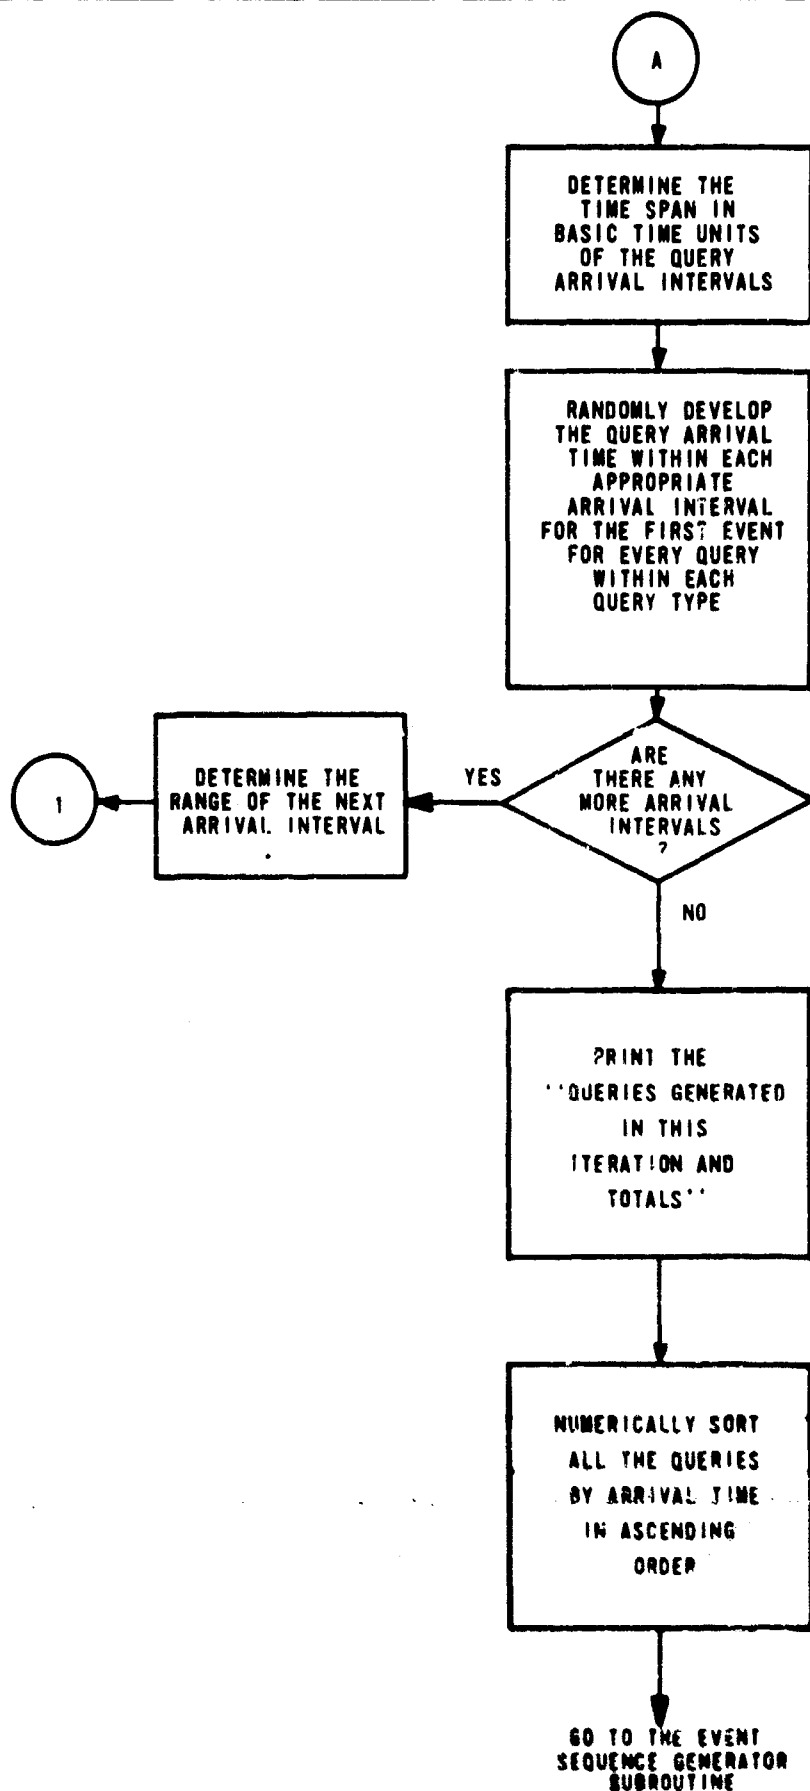 A
DETERMINE THE
TIME SPAN IN
BASIC TIME UNITS
OF THE QUERY
ARRIVAL INTERVALS
RANDOMLY DEVELOP
THE QUERY ARRIVAL
TIME WITHIN EACH
APPROPRIATE
ARRIVAL INTERVAL
FOR THE FIRST EVENT
FOR EVERY QUERY
WITHIN EACH
QUERY TYPE
ARE
THERE ANY
MORE ARRIVAL
INTERVALS
?
YES
DETERMINE THE
RANGE OF THE NEXT
ARRIVAL INTERVAL
1
NO
PRINT THE
''QUERIES GENERATED
IN THIS
ITERATION AND
TOTALS''
NUMERICALLY SORT
ALL THE QUERIES
BY ARRIVAL TIME
IN ASCENDING
ORDER
GO TO THE EVENT
SEQUENCE GENERATOR
SUBROUTINE